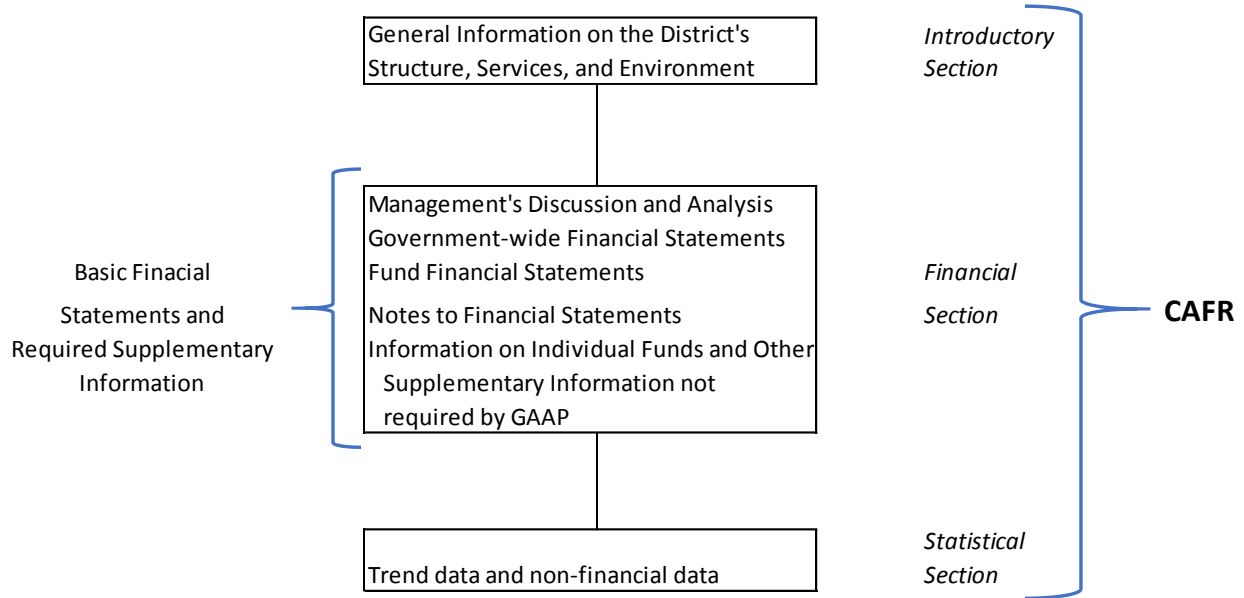 General Information on the District's
Structure, Services, and Environment
Introductory
Section
Management's Discussion and Analysis
Government-wide Financial Statements
Fund Financial Statements
Notes to Financial Statements
Information on Individual Funds and Other
Supplementary Information not
required by GAAP
Basic Finacial
Statements and
Required Supplementary
Information
Financial
Section
CAFR
Trend data and non-financial data
Statistical
Section